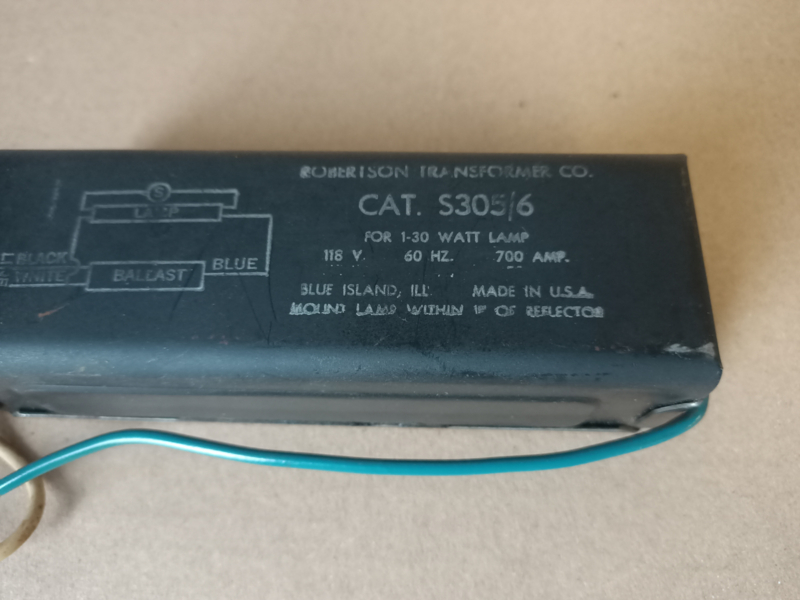 ROBERTSON TRANSFORMER CO.
CAT. S305/6
FOR 1-30 WATT LAMP
118 V. 60 HZ. 700 AMP.
BLUE ISLAND, ILL. MADE IN U.S.A.
MOUNT LAMP WITHIN 1" OF REFLECTOR
S
LAMP
BLACK
WHITE
BALLAST
BLUE